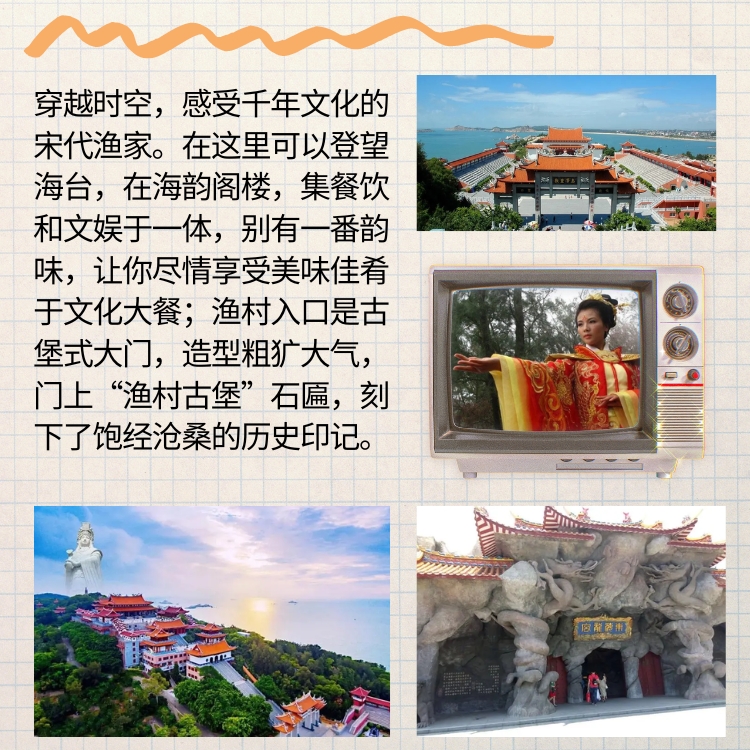 穿越时空，感受千年文化的
宋代渔家。在这里可以登望
海台，在海韵阁楼，集餐饮
和文娱于一体，别有一番韵
味，让你尽情享受美味佳肴
于文化大餐；渔村入口是古
堡式大门，造型粗犷大气，
门上“渔村古堡”石匾，刻
下了饱经沧桑的历史印记。